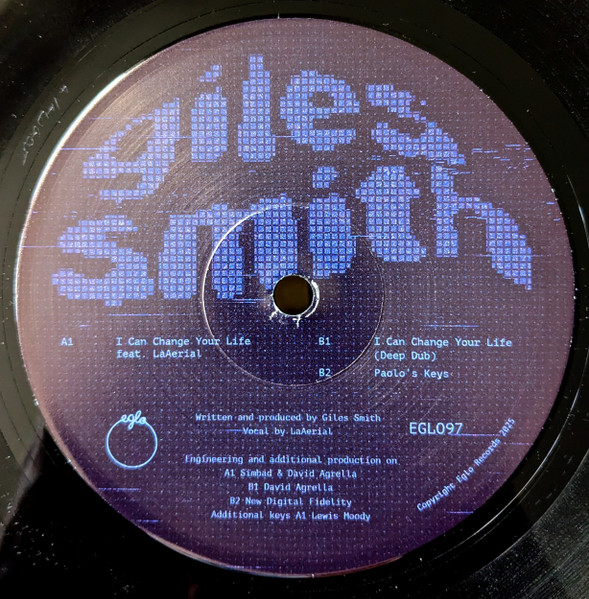 giles
smith
A1 I Can Change Your Life
feat. LaAerial
B1 I Can Change Your Life
(Deep Dub)
B2 Paolo's Keys
eglo
Written and produced by Giles Smith
Vocal by LaAerial
EGLO97
Engineering and additional production on
A1 Simbad & David Agrella
B1 David Agrella
B2 New Digital Fidelity
Additional keys A1 Lewis Moody
Copyright Eglo Records 2025